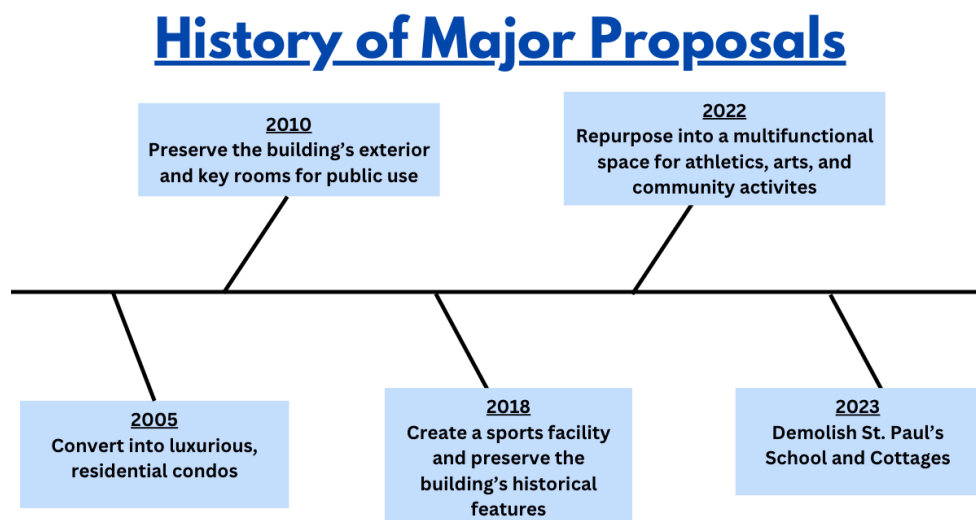 History of Major Proposals
2010
Preserve the building's exterior
and key rooms for public use
2022
Repurpose into a multifunctional
space for athletics, arts, and
community activites
2005
Convert into luxurious,
residential condos
2018
Create a sports facility
and preserve the
building's historical
features
2023
Demolish St. Paul's
School and Cottages